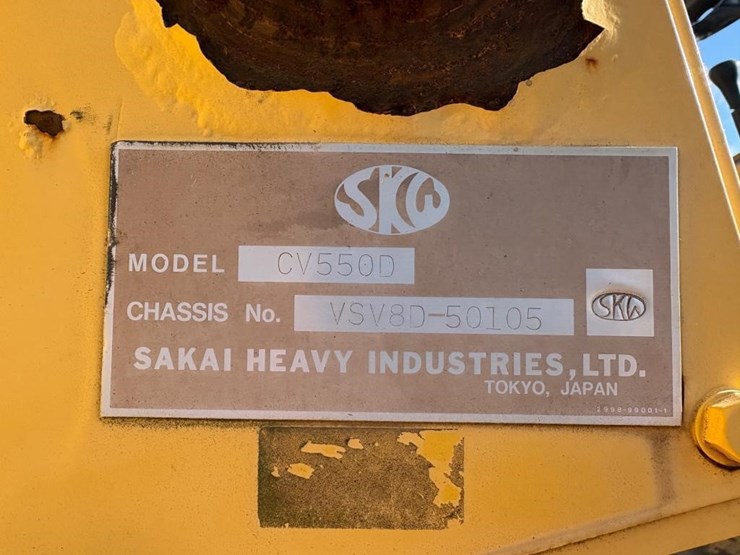 SKW
MODEL CV550D
CHASSIS No. VSV8D-50105
SKW
SAKAI HEAVY INDUSTRIES, LTD.
TOKYO, JAPAN